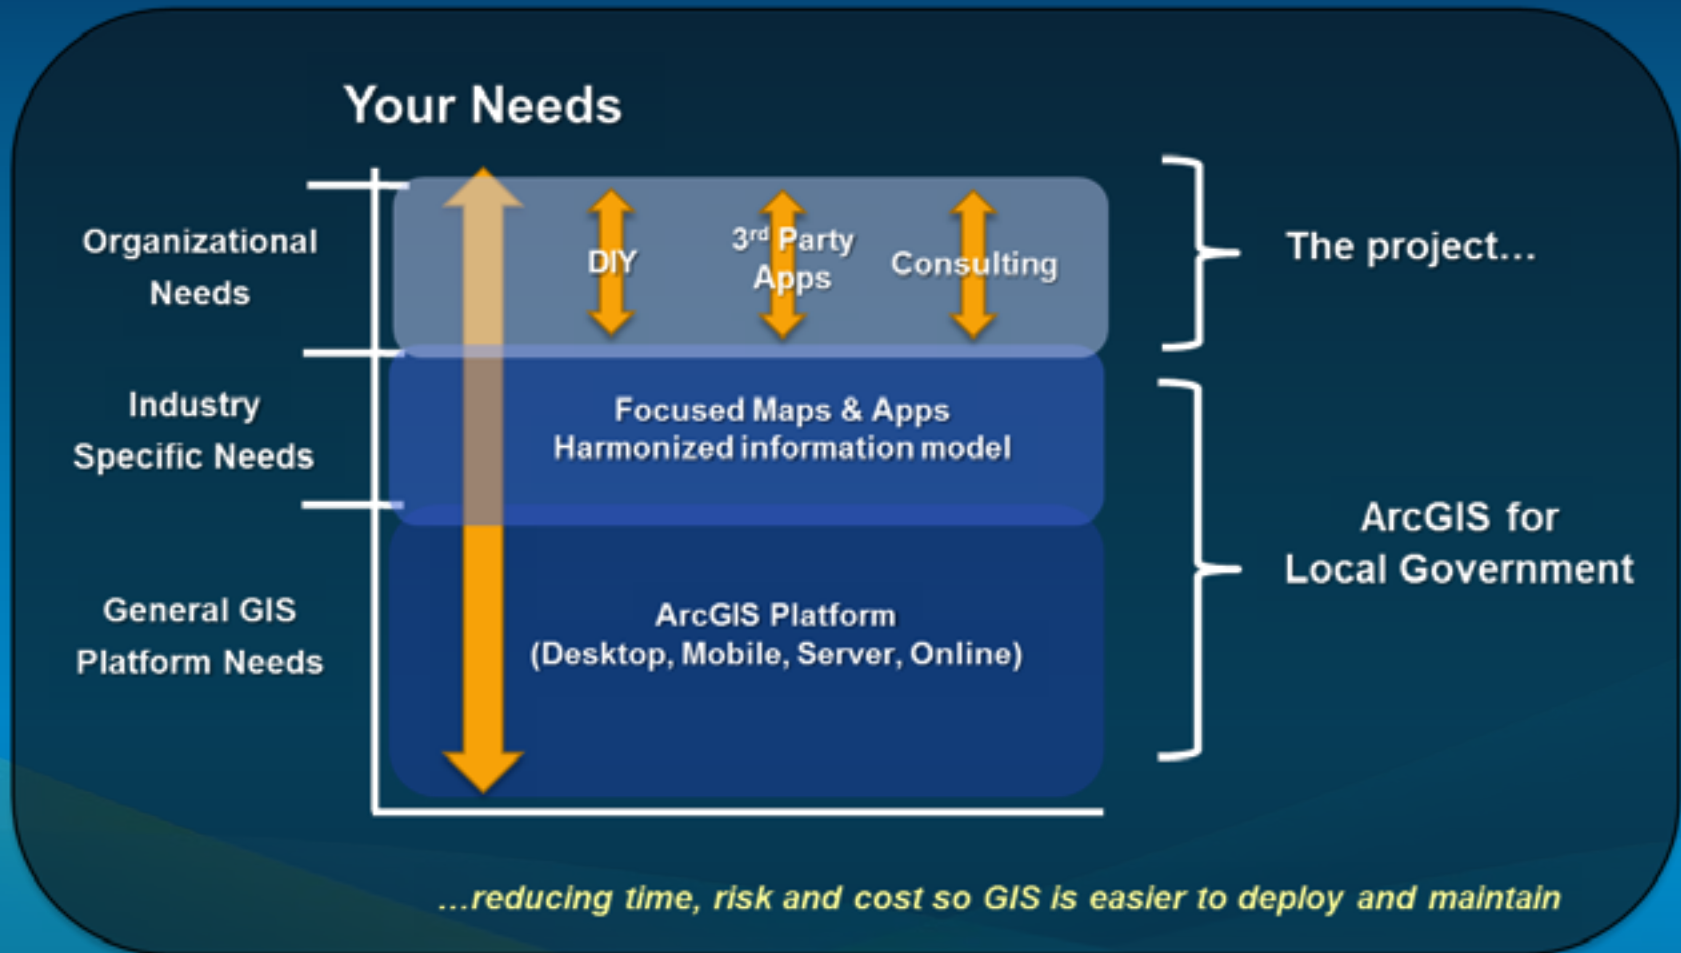 Your Needs
Organizational
Needs
DIY
3rd Party
Apps
Consulting
The project...
Industry
Specific Needs
Focused Maps & Apps
Harmonized information model
ArcGIS for
Local Government
General GIS
Platform Needs
ArcGIS Platform
(Desktop, Mobile, Server, Online)
...reducing time, risk and cost so GIS is easier to deploy and maintain